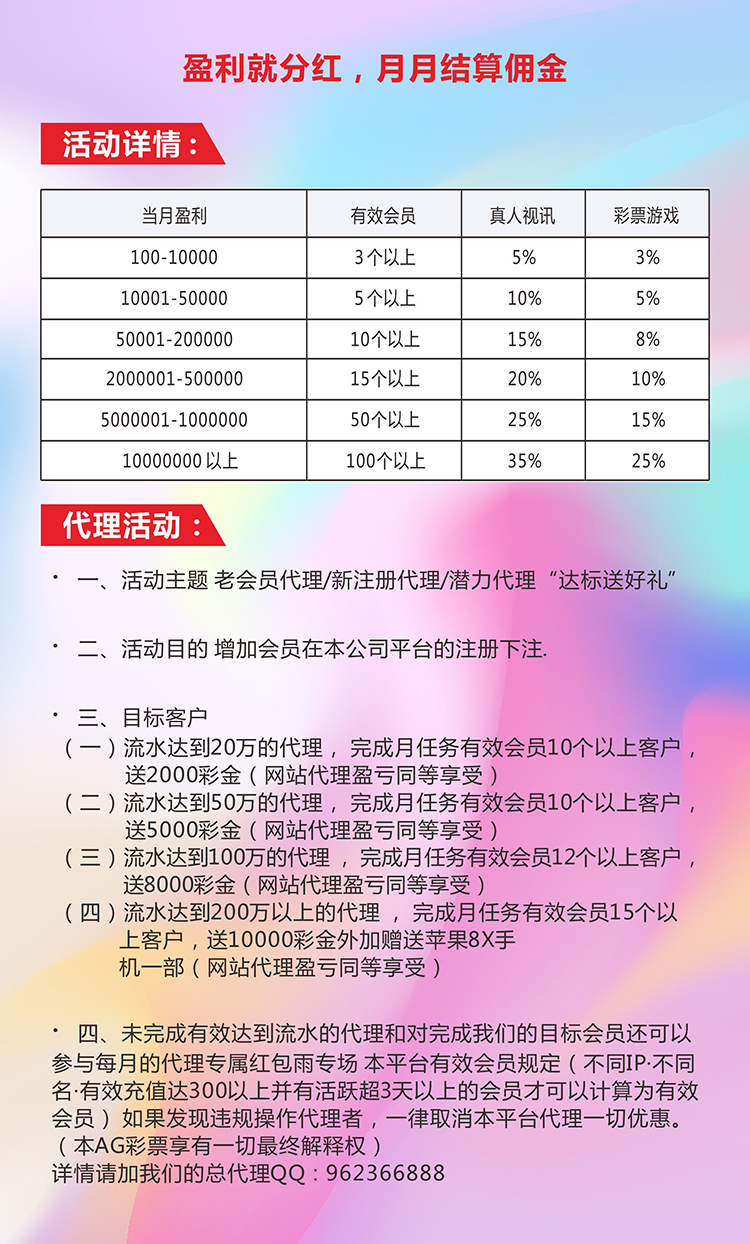 盈利就分红，月月结算佣金
活动详情：
当月盈利 有效会员 真人视讯 彩票游戏
100-10000 3个以上 5% 3%
10001-50000 5个以上 10% 5%
50001-200000 10个以上 15% 8%
2000001-500000 15个以上 20% 10%
5000001-1000000 50个以上 25% 15%
10000000以上 100个以上 35% 25%
代理活动：
· 一、活动主题 老会员代理/新注册代理/潜力代理“达标送好礼”
· 二、活动目的 增加会员在本公司平台的注册下注.
· 三、目标客户
（一）流水达到20万的代理，完成月任务有效会员10个以上客户，
送2000彩金（网站代理盈亏同等享受）
（二）流水达到50万的代理，完成月任务有效会员10个以上客户，
送5000彩金（网站代理盈亏同等享受）
（三）流水达到100万的代理，完成月任务有效会员12个以上客户，
送8000彩金（网站代理盈亏同等享受）
（四）流水达到200万以上的代理，完成月任务有效会员15个以
上客户，送10000彩金外加赠送苹果8X手
机一部（网站代理盈亏同等享受）
· 四、未完成有效达到流水的代理和对完成我们的目标会员还可以
参与每月的代理专属红包雨专场 本平台有效会员规定（不同IP·不同
名·有效充值达300以上并有活跃超3天以上的会员才可以计算为有效
会员）如果发现违规操作代理者，一律取消本平台代理一切优惠。
（本AG彩票享有一切最终解释权）
详情请加我们的总代理QQ：962366888